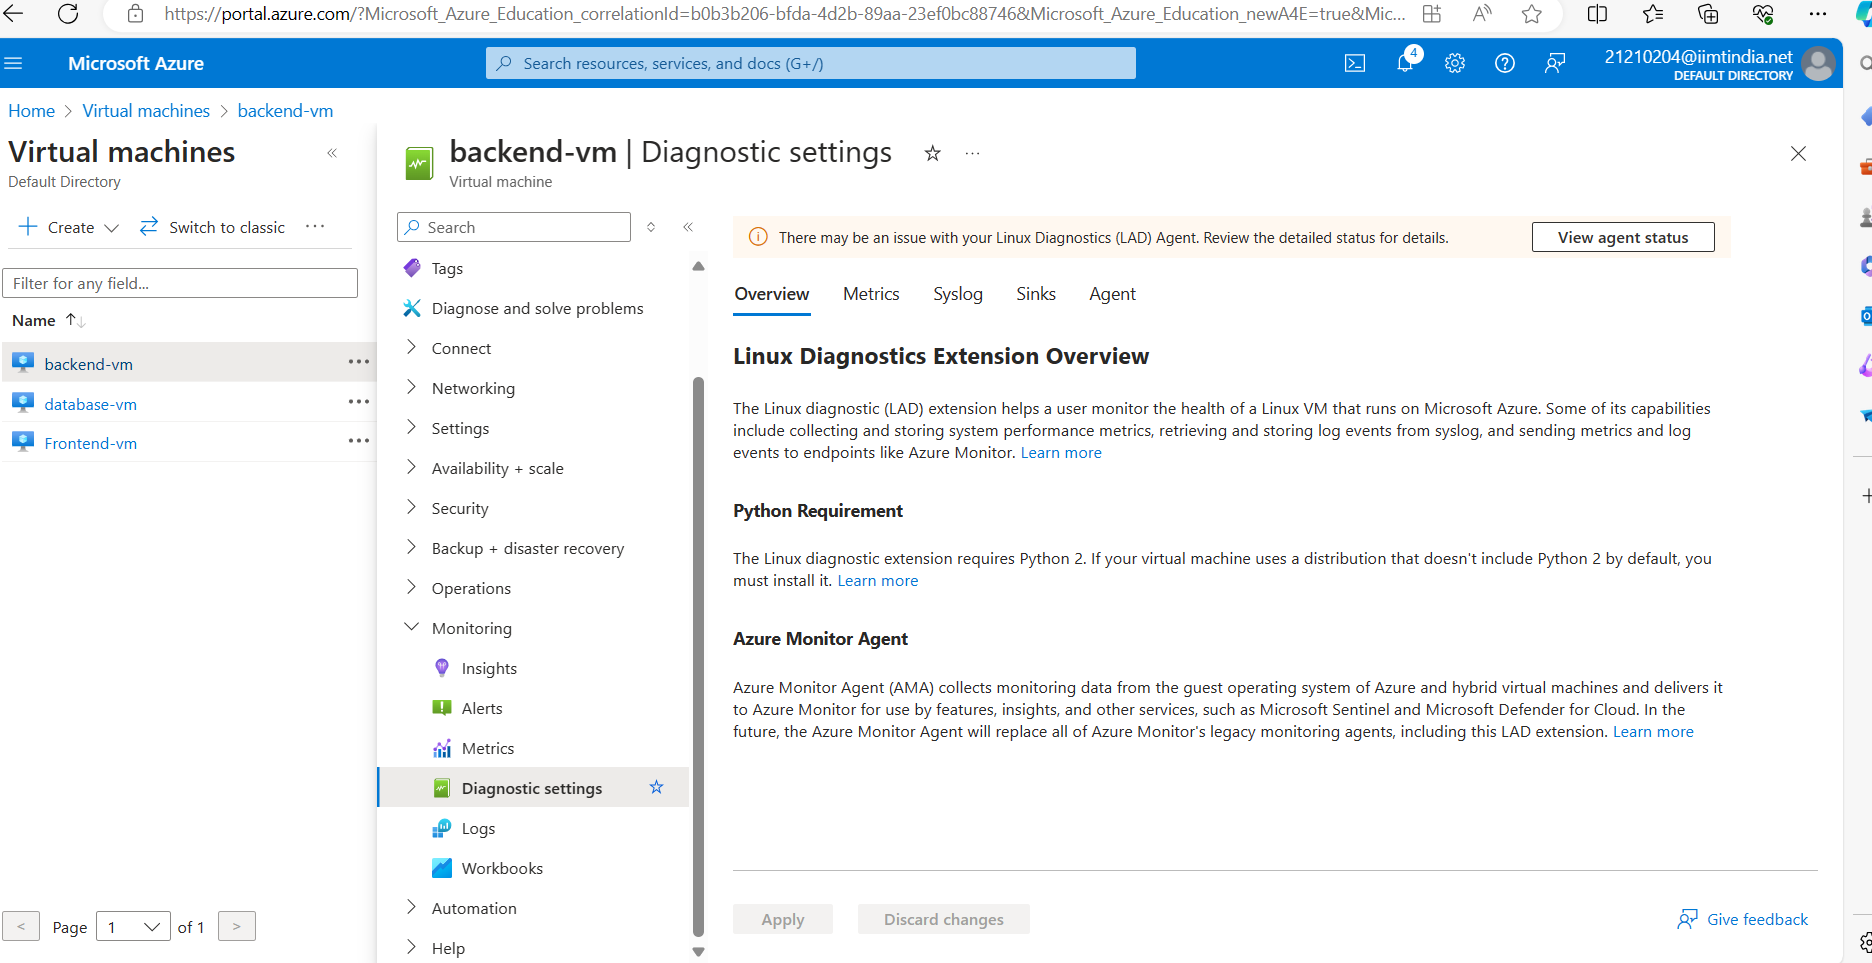 https://portal.azure.com/?Microsoft_Azure_Education_correlationId=b0b3b206-bfda-4d2b-89aa-23ef0bc88746&Microsoft_Azure_Education_newA4E=true&Mic...
Microsoft Azure
Search resources, services, and docs (G+/)
4
21210204@iimtindia.net
DEFAULT DIRECTORY
Home > Virtual machines > backend-vm
Virtual machines
Default Directory
Create
Switch to classic
Filter for any field...
Name
backend-vm
database-vm
Frontend-vm
< Page 1 of 1 >
backend-vm | Diagnostic settings
Virtual machine
Search
Tags
Diagnose and solve problems
Connect
Networking
Settings
Availability + scale
Security
Backup + disaster recovery
Operations
Monitoring
Insights
Alerts
Metrics
Diagnostic settings
Logs
Workbooks
Automation
Help
There may be an issue with your Linux Diagnostics (LAD) Agent. Review the detailed status for details.
View agent status
Overview Metrics Syslog Sinks Agent
Linux Diagnostics Extension Overview
The Linux diagnostic (LAD) extension helps a user monitor the health of a Linux VM that runs on Microsoft Azure. Some of its capabilities
include collecting and storing system performance metrics, retrieving and storing log events from syslog, and sending metrics and log
events to endpoints like Azure Monitor. Learn more
Python Requirement
The Linux diagnostic extension requires Python 2. If your virtual machine uses a distribution that doesn't include Python 2 by default, you
must install it. Learn more
Azure Monitor Agent
Azure Monitor Agent (AMA) collects monitoring data from the guest operating system of Azure and hybrid virtual machines and delivers it
to Azure Monitor for use by features, insights, and other services, such as Microsoft Sentinel and Microsoft Defender for Cloud. In the
future, the Azure Monitor Agent will replace all of Azure Monitor's legacy monitoring agents, including this LAD extension. Learn more
Apply
Discard changes
Give feedback